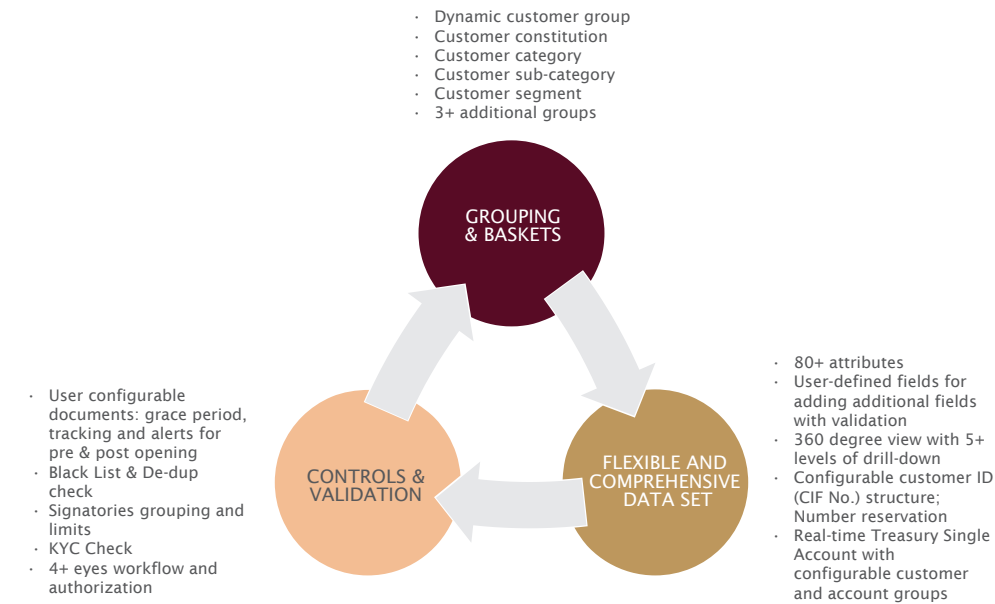 · Dynamic customer group
· Customer constitution
· Customer category
· Customer sub-category
· Customer segment
· 3+ additional groups
GROUPING
& BASKETS
· 80+ attributes
· User-defined fields for
adding additional fields
with validation
· 360 degree view with 5+
levels of drill-down
· Configurable customer ID
(CIF No.) structure;
Number reservation
· Real-time Treasury Single
Account with
configurable customer
and account groups
FLEXIBLE AND
COMPREHENSIVE
DATA SET
· User configurable
documents: grace period,
tracking and alerts for
pre & post opening
· Black List & De-dup
check
· Signatories grouping and
limits
· KYC Check
· 4+ eyes workflow and
authorization
CONTROLS &
VALIDATION